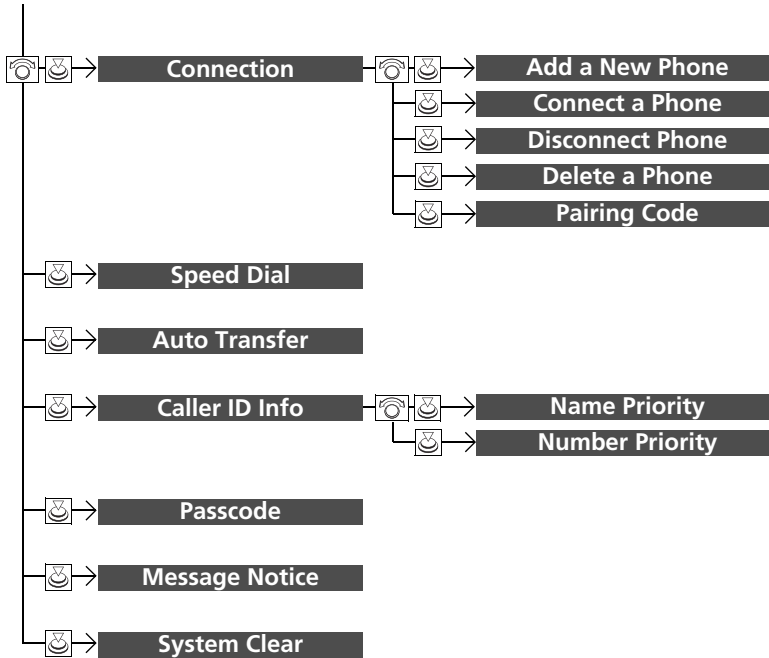 Connection
Add a New Phone
Connect a Phone
Disconnect Phone
Delete a Phone
Pairing Code
Speed Dial
Auto Transfer
Caller ID Info
Name Priority
Number Priority
Passcode
Message Notice
System Clear